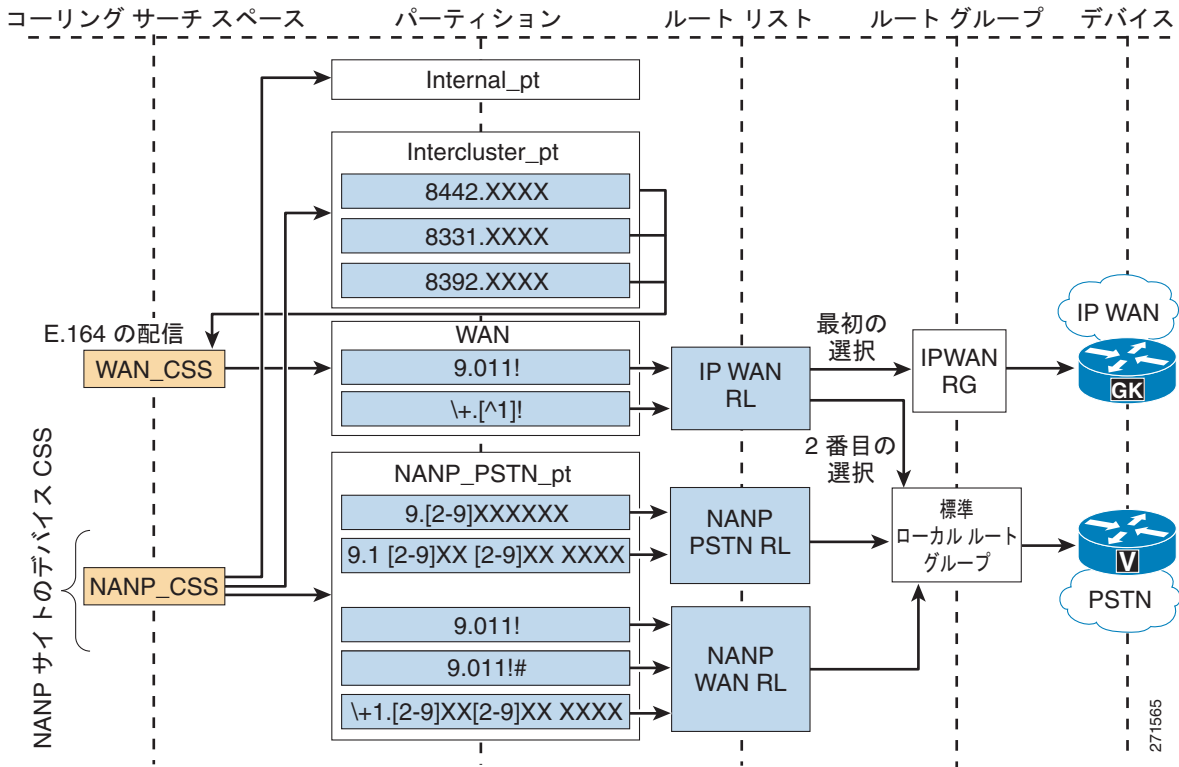 コーリング サーチ スペース
パーティション
ルート リスト
ルート グループ
デバイス
Internal_pt
Intercluster_pt
8442.XXXX
8331.XXXX
8392.XXXX
E.164 の配信
WAN_CSS
WAN
9.011!
\+.[^1]!
IP WAN
RL
最初の
選択
IPWAN
RG
IP WAN
GK
2 番目の
選択
NANP サイトのデバイス CSS
NANP_CSS
NANP_PSTN_pt
9.[2-9]XXXXXX
9.1 [2-9]XX [2-9]XX XXXX
NANP
PSTN RL
標準
ローカル ルート
グループ
V
PSTN
9.011!
9.011!#
\+1.[2-9]XX[2-9]XX XXXX
NANP
WAN RL
271565